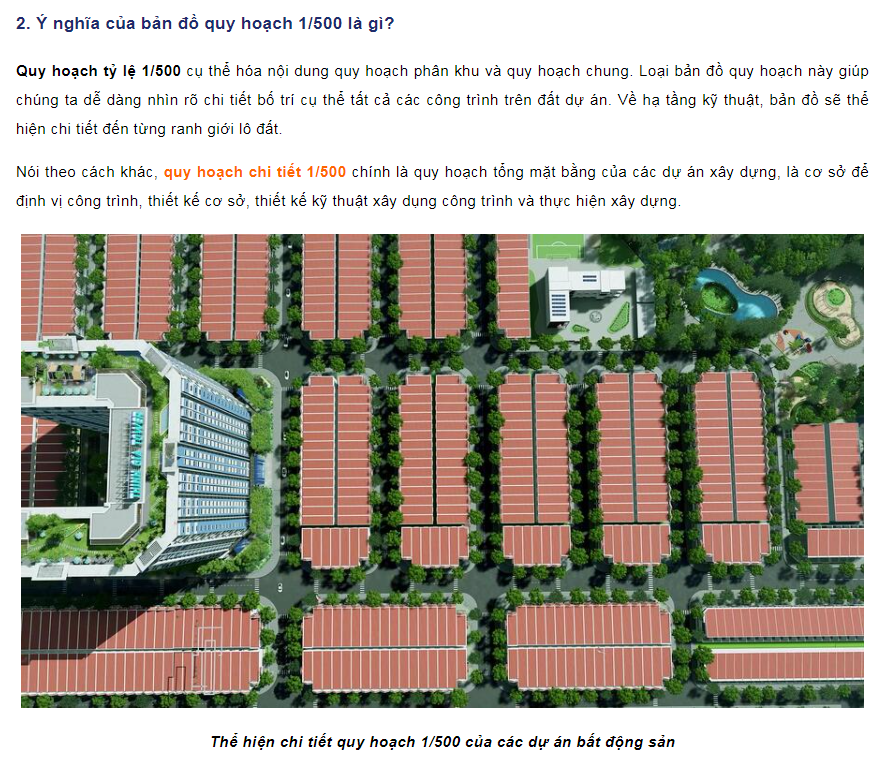 2. Ý nghĩa của bản đồ quy hoạch 1/500 là gì?
Quy hoạch tỷ lệ 1/500 cụ thể hóa nội dung quy hoạch phân khu và quy hoạch chung. Loại bản đồ quy hoạch này giúp
chúng ta dễ dàng nhìn rõ chi tiết bố trí cụ thể tất cả các công trình trên đất dự án. Về hạ tầng kỹ thuật, bản đồ sẽ thể
hiện chi tiết đến từng ranh giới lô đất.
Nói theo cách khác, quy hoạch chi tiết 1/500 chính là quy hoạch tổng mặt bằng của các dự án xây dựng, là cơ sở để
định vị công trình, thiết kế cơ sở, thiết kế kỹ thuật xây dụng công trình và thực hiện xây dựng.
Thể hiện chi tiết quy hoạch 1/500 của các dự án bất động sản